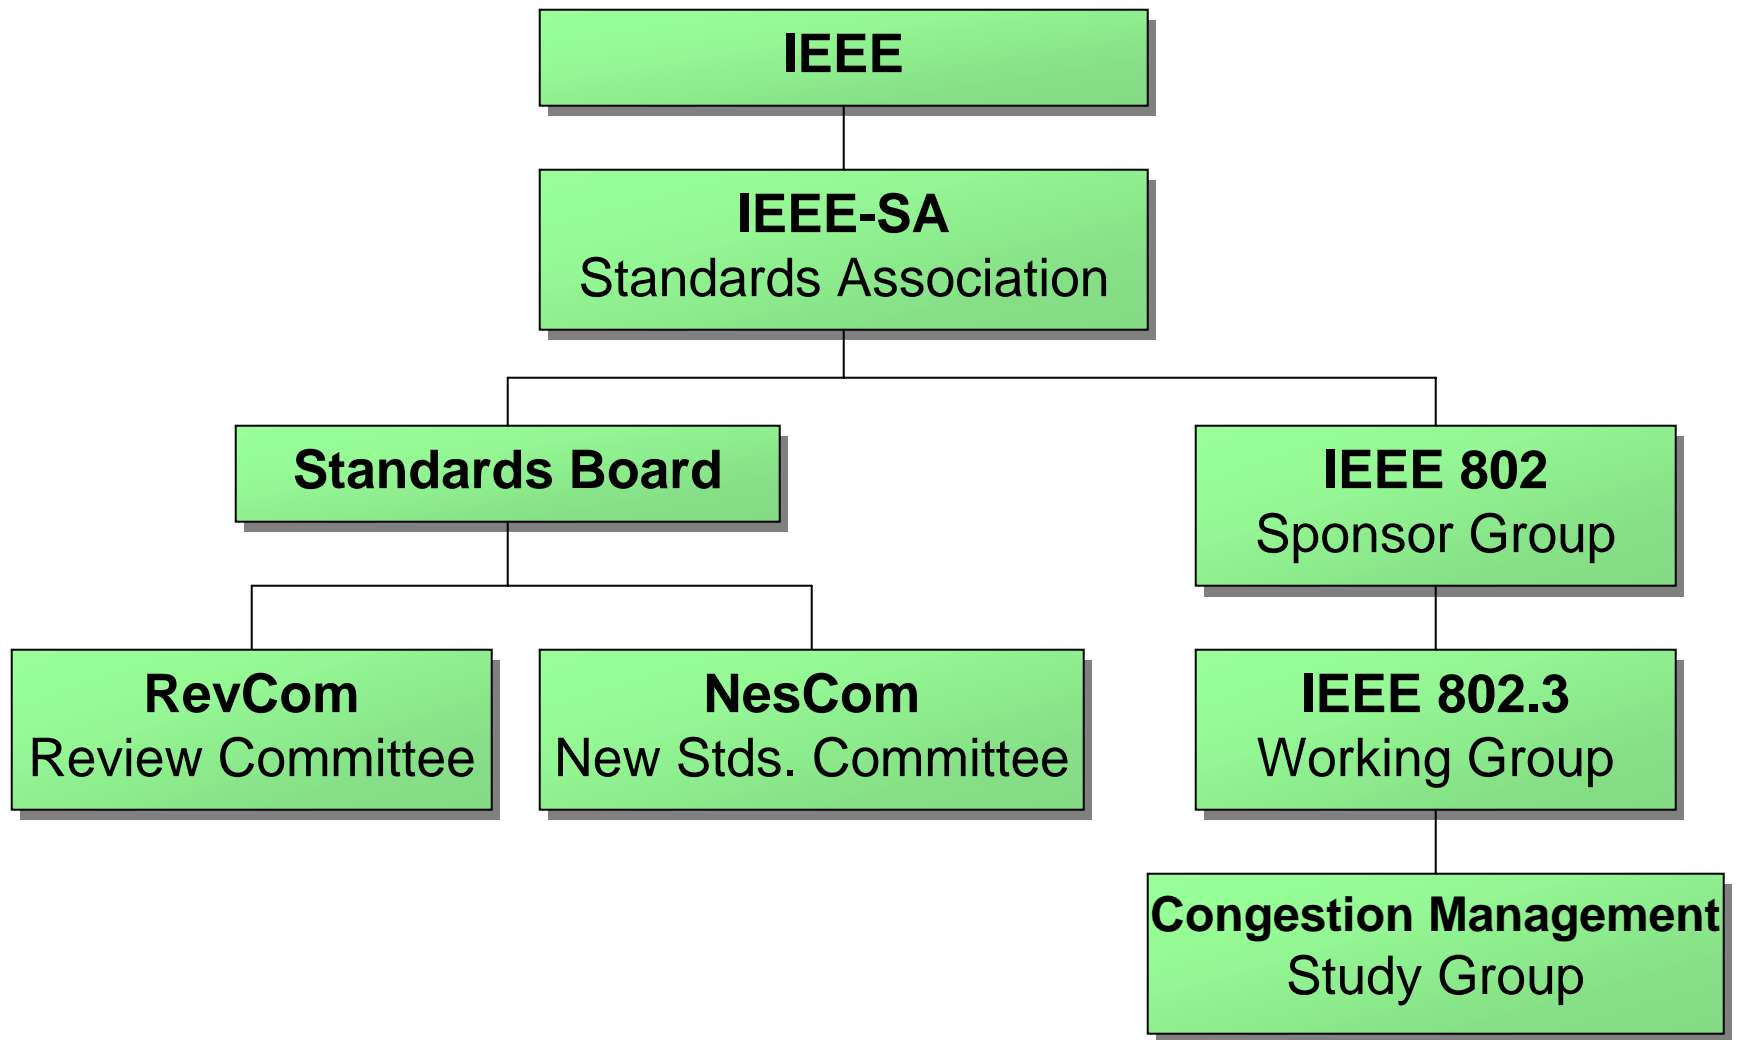 IEEE
IEEE-SA
Standards Association
Standards Board
IEEE 802
Sponsor Group
RevCom
Review Committee
NesCom
New Stds. Committee
IEEE 802.3
Working Group
Congestion Management
Study Group